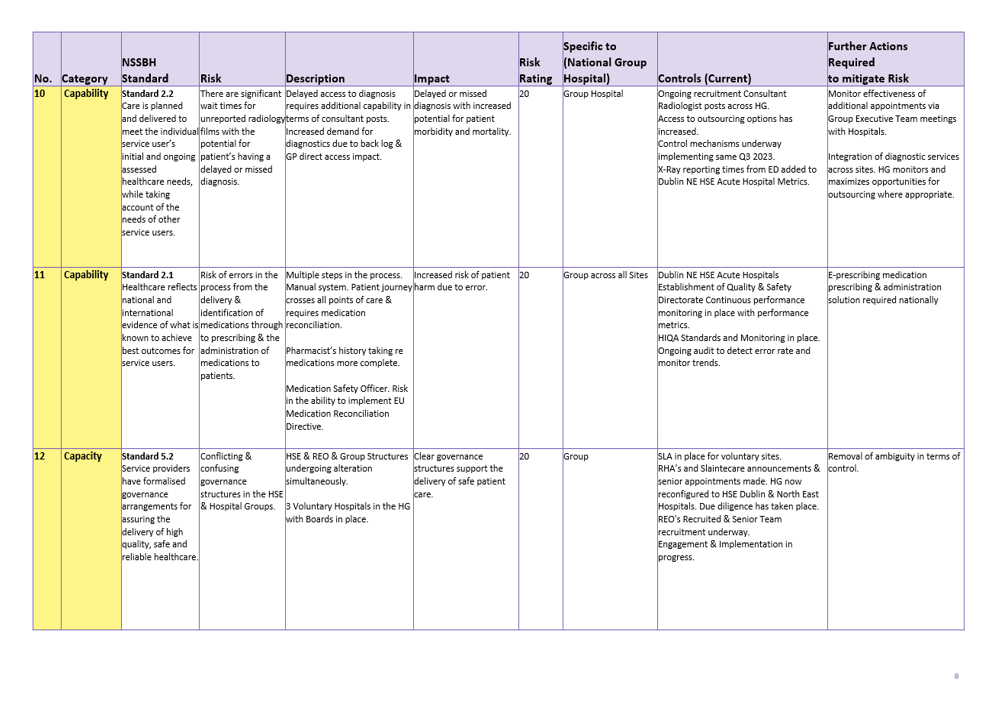 No.
Category
NSSBH
Standard
Risk
Description
Impact
Risk
Rating
Specific to
(National Group
Hospital)
Controls (Current)
Further Actions
Required
to mitigate Risk
10
Capability
Standard 2.2
Care is planned
and delivered to
meet the individual
service user's
initial and ongoing
assessed
healthcare needs,
while taking
account of the
needs of other
service users.
There are significant
wait times for
unreported radiology
films with the
potential for
patient's having a
delayed or missed
diagnosis.
Delayed access to diagnosis
requires additional capability in
terms of consultant posts.
Increased demand for
diagnostics due to back log &
GP direct access impact.
Delayed or missed
diagnosis with increased
potential for patient
morbidity and mortality.
20
Group Hospital
Ongoing recruitment Consultant
Radiologist posts across HG.
Access to outsourcing options has
increased.
Control mechanisms underway
implementing same Q3 2023.
X-Ray reporting times from ED added to
Dublin NE HSE Acute Hospital Metrics.
Monitor effectiveness of
additional appointments via
Group Executive Team meetings
with Hospitals.
Integration of diagnostic services
across sites. HG monitors and
maximizes opportunities for
outsourcing where appropriate.
11
Capability
Standard 2.1
Healthcare reflects
national and
international
evidence of what is
known to achieve
best outcomes for
service users.
Risk of errors in the
process from the
delivery &
identification of
medications through
to prescribing & the
administration of
medications to
patients.
Multiple steps in the process.
Manual system. Patient journey
crosses all points of care &
requires medication
reconciliation.
Pharmacist's history taking re
medications more complete.
Medication Safety Officer. Risk
in the ability to implement EU
Medication Reconciliation
Directive.
Increased risk of patient
harm due to error.
20
Group across all Sites
Dublin NE HSE Acute Hospitals
Establishment of Quality & Safety
Directorate Continuous performance
monitoring in place with performance
metrics.
HIQA Standards and Monitoring in place.
Ongoing audit to detect error rate and
monitor trends.
E-prescribing medication
prescribing & administration
solution required nationally
12
Capacity
Standard 5.2
Service providers
have formalised
governance
arrangements for
assuring the
delivery of high
quality, safe and
reliable healthcare.
Conflicting &
confusing
governance
structures in the HSE
& Hospital Groups.
HSE & REO & Group Structures
undergoing alteration
simultaneously.
3 Voluntary Hospitals in the HG
with Boards in place.
Clear governance
structures support the
delivery of safe patient
care.
20
Group
SLA in place for voluntary sites.
RHA's and Slaintecare announcements &
senior appointments made. HG now
reconfigured to HSE Dublin & North East
Hospitals. Due diligence has taken place.
REO's Recruited & Senior Team
recruitment underway.
Engagement & Implementation in
progress.
Removal of ambiguity in terms of
control.
8